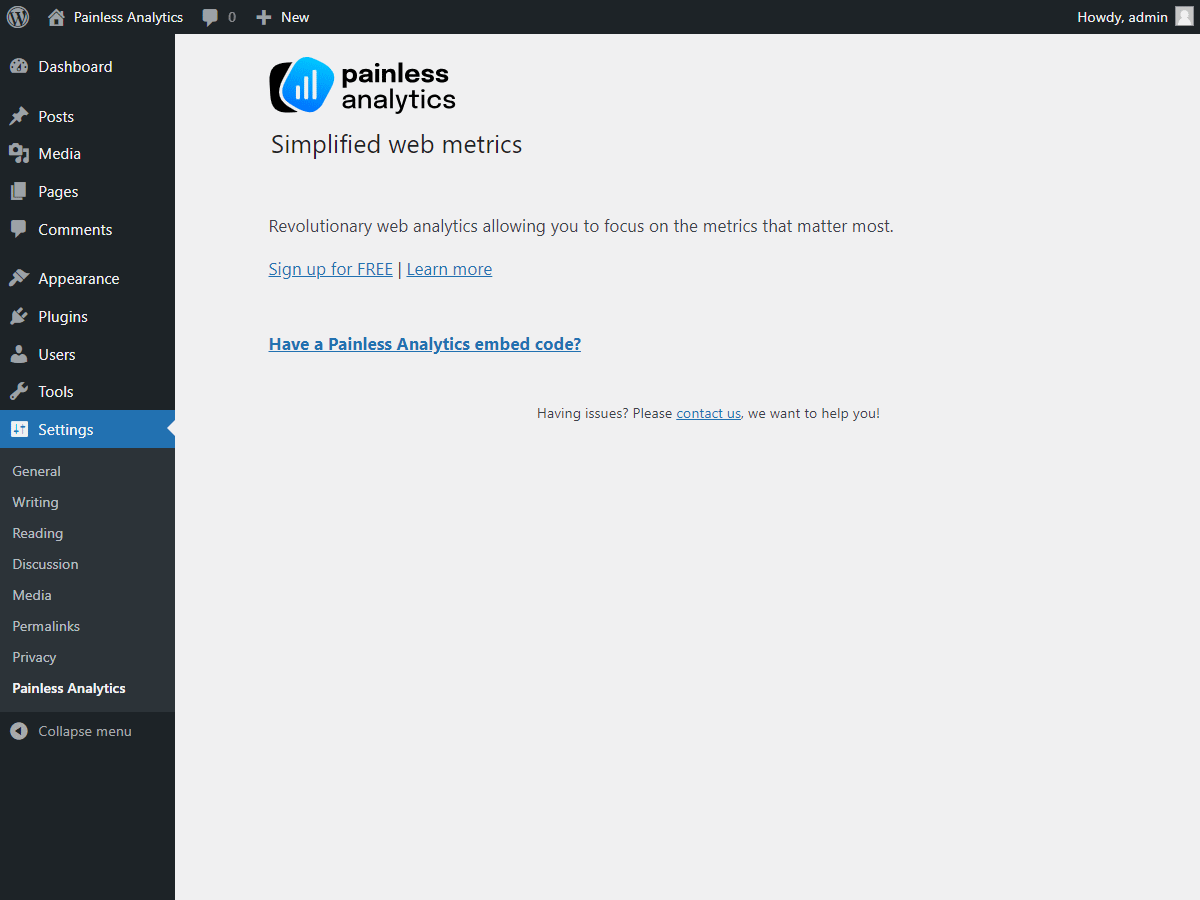 Painless Analytics 0 New Howdy, admin
Dashboard
Posts
Media
Pages
Comments
Appearance
Plugins
Users
Tools
Settings
General
Writing
Reading
Discussion
Media
Permalinks
Privacy
Painless Analytics
Collapse menu
painless
analytics
Simplified web metrics
Revolutionary web analytics allowing you to focus on the metrics that matter most.
Sign up for FREE | Learn more
Have a Painless Analytics embed code?
Having issues? Please contact us, we want to help you!